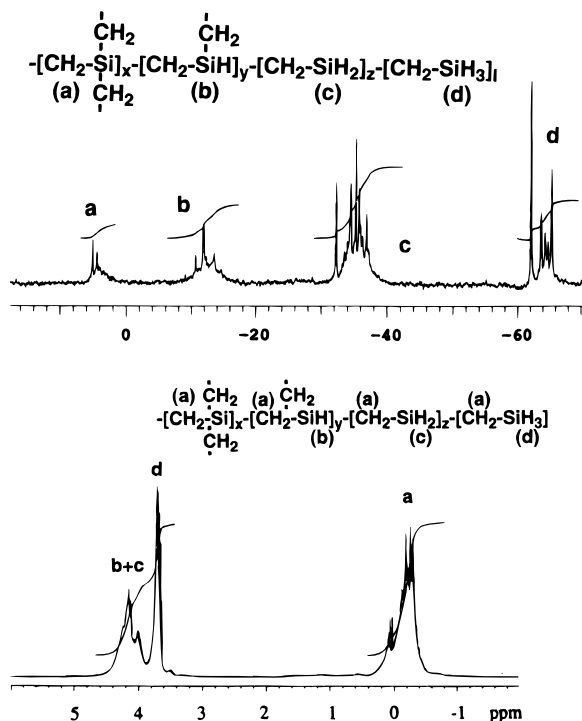 CH₂ CH₂
-[CH₂-Si]x-[CH₂-SiH]y-[CH₂-SiH₂]z-[CH₂-SiH₃]l
(a) CH₂ (b) (c) (d)
d
a b
c
0 -20 -40 -60
(a) CH₂ (a) CH₂ (a) (a)
-[CH₂-Si]x-[CH₂-SiH]y-[CH₂-SiH₂]z-[CH₂-SiH₃]
CH₂ (b) (c) (d)
d
a
b+c
5 4 3 2 1 0 -1 ppm